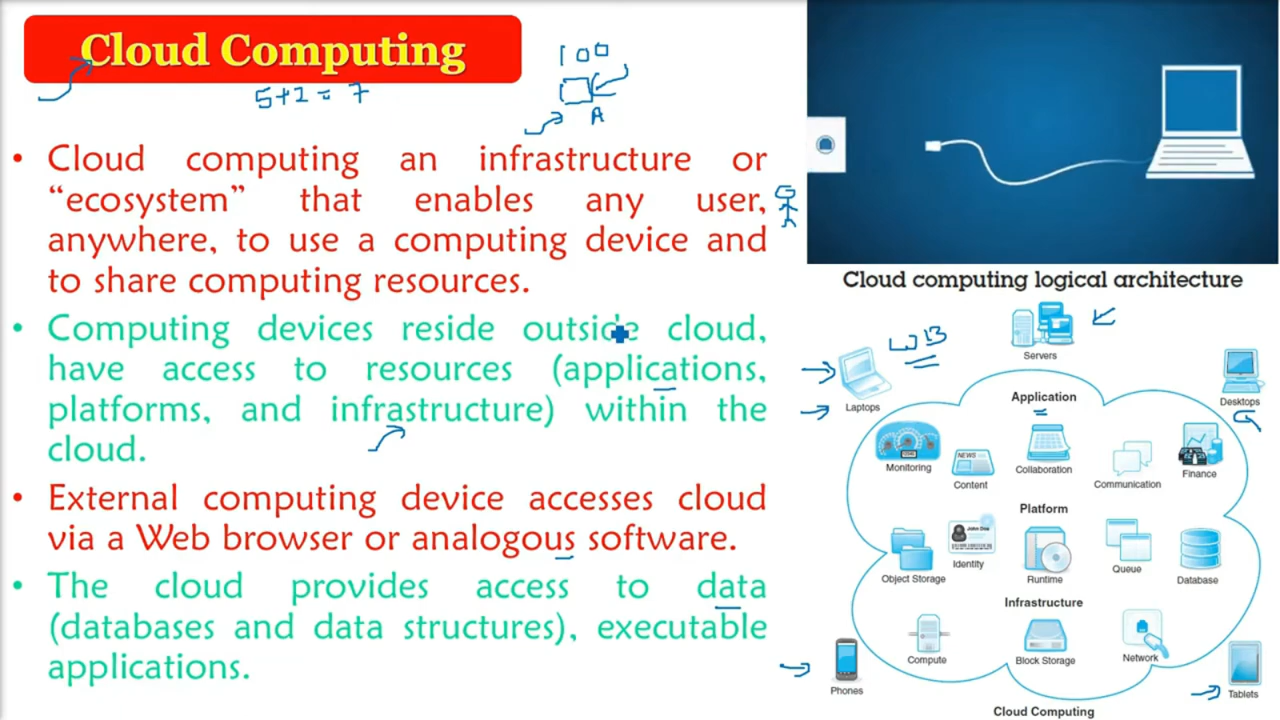 Cloud Computing
5+2=7
100
A
• Cloud computing an infrastructure or
“ecosystem” that enables any user,
anywhere, to use a computing device and
to share computing resources.
• Computing devices reside outside cloud,
have access to resources (applications,
platforms, and infrastructure) within the
cloud.
• External computing device accesses cloud
via a Web browser or analogous software.
• The cloud provides access to data
(databases and data structures), executable
applications.
Cloud computing logical architecture
Servers
Laptops
Desktops
Application
Monitoring
NEWS
Content
Collaboration
Communication
Finance
Platform
John Doe
Object Storage
Identity
Runtime
Queue
Database
Infrastructure
Compute
Block Storage
Network
Phones
Tablets
Cloud Computing